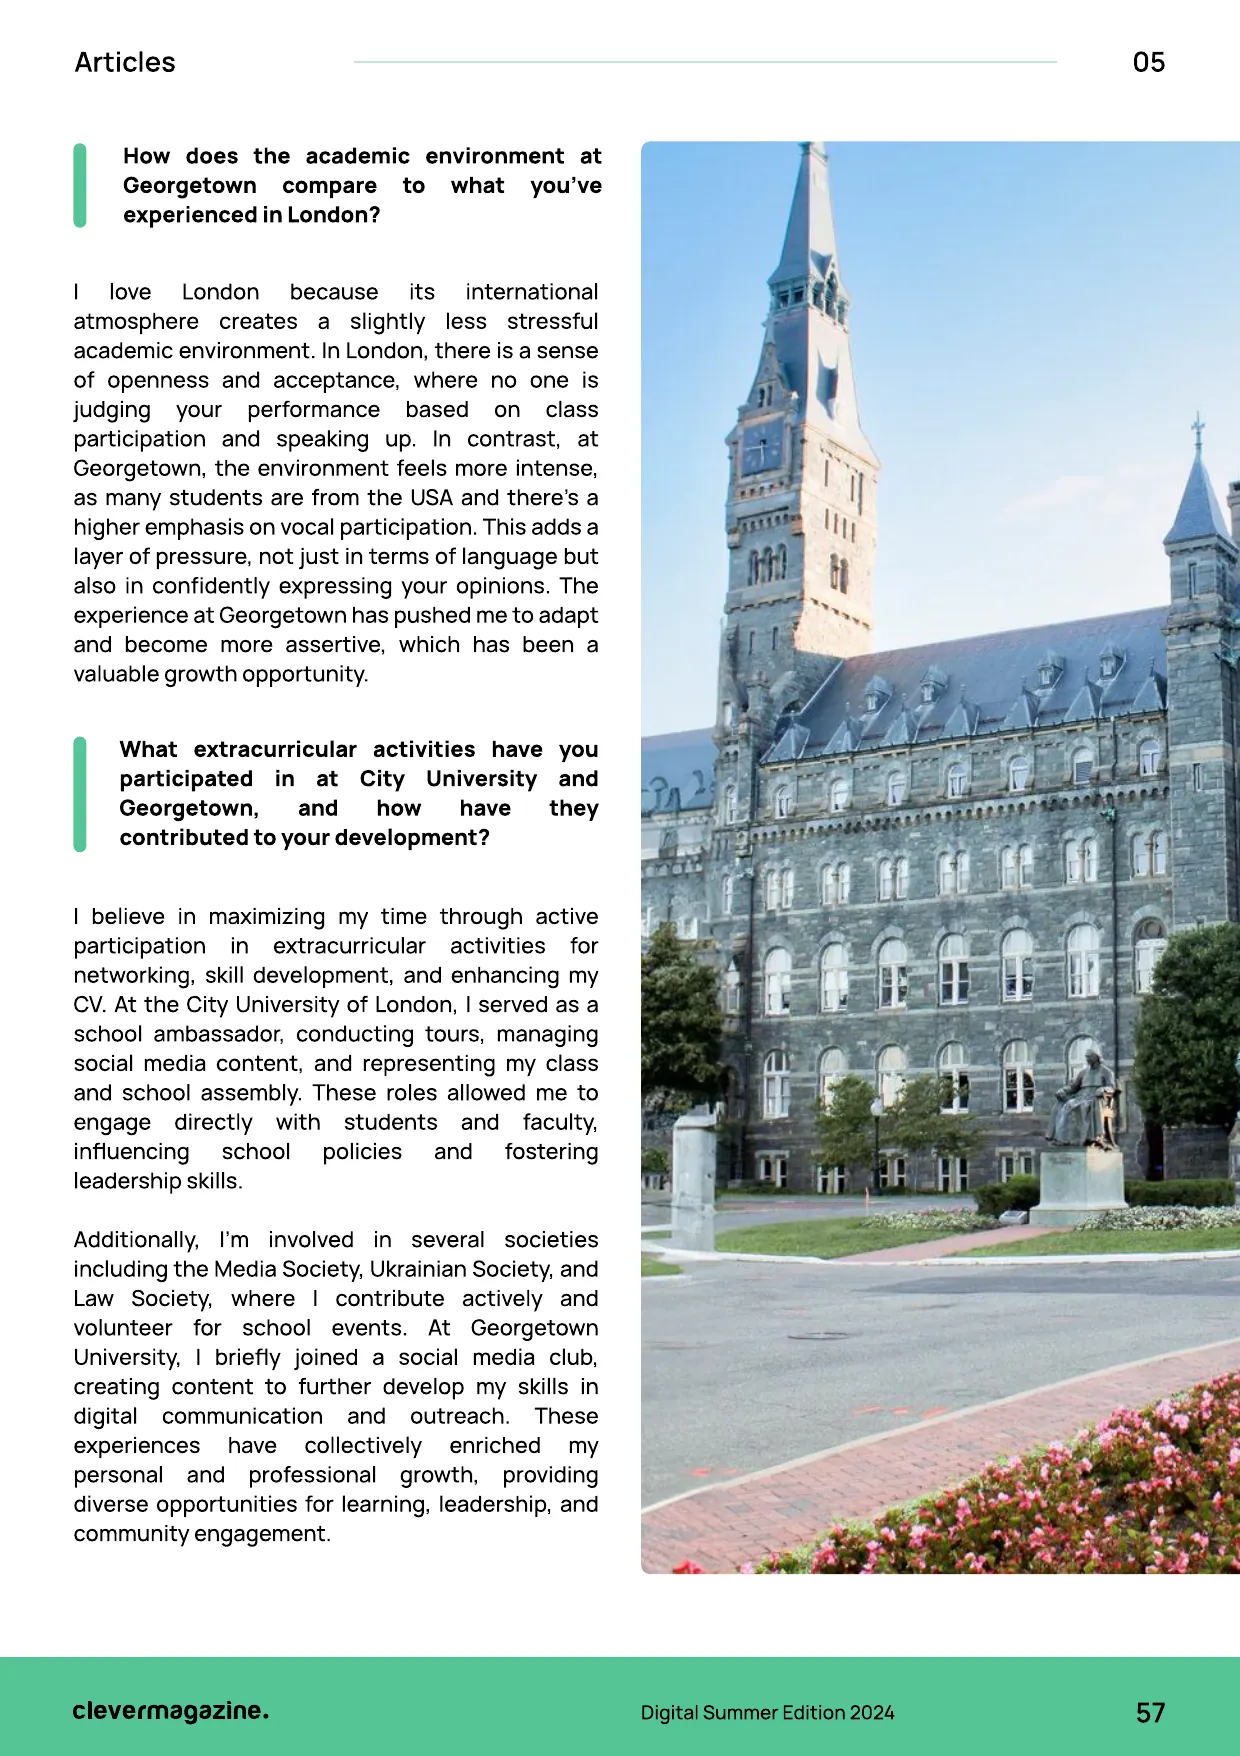 Articles
05
How does the academic environment at
Georgetown compare to what you've
experienced in London?
I love London because its international
atmosphere creates a slightly less stressful
academic environment. In London, there is a sense
of openness and acceptance, where no one is
judging your performance based on class
participation and speaking up. In contrast, at
Georgetown, the environment feels more intense,
as many students are from the USA and there's a
higher emphasis on vocal participation. This adds a
layer of pressure, not just in terms of language but
also in confidently expressing your opinions. The
experience at Georgetown has pushed me to adapt
and become more assertive, which has been a
valuable growth opportunity.
What extracurricular activities have you
participated in at City University and
Georgetown, and how have they
contributed to your development?
I believe in maximizing my time through active
participation in extracurricular activities for
networking, skill development, and enhancing my
CV. At the City University of London, I served as a
school ambassador, conducting tours, managing
social media content, and representing my class
and school assembly. These roles allowed me to
engage directly with students and faculty,
influencing school policies and fostering
leadership skills.
Additionally, I'm involved in several societies
including the Media Society, Ukrainian Society, and
Law Society, where I contribute actively and
volunteer for school events. At Georgetown
University, I briefly joined a social media club,
creating content to further develop my skills in
digital communication and outreach. These
experiences have collectively enriched my
personal and professional growth, providing
diverse opportunities for learning, leadership, and
community engagement.
clevermagazine.
Digital Summer Edition 2024
57